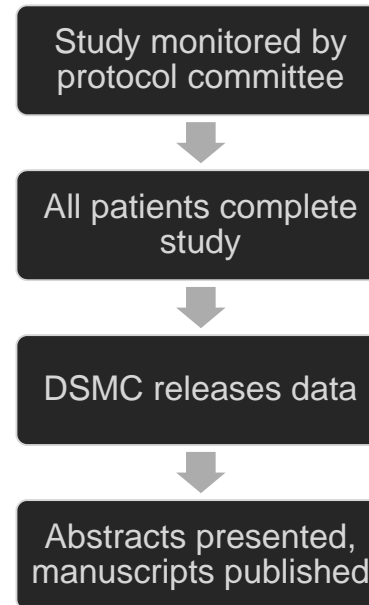 Study monitored by
protocol committee
All patients complete
study
DSMC releases data
Abstracts presented,
manuscripts published